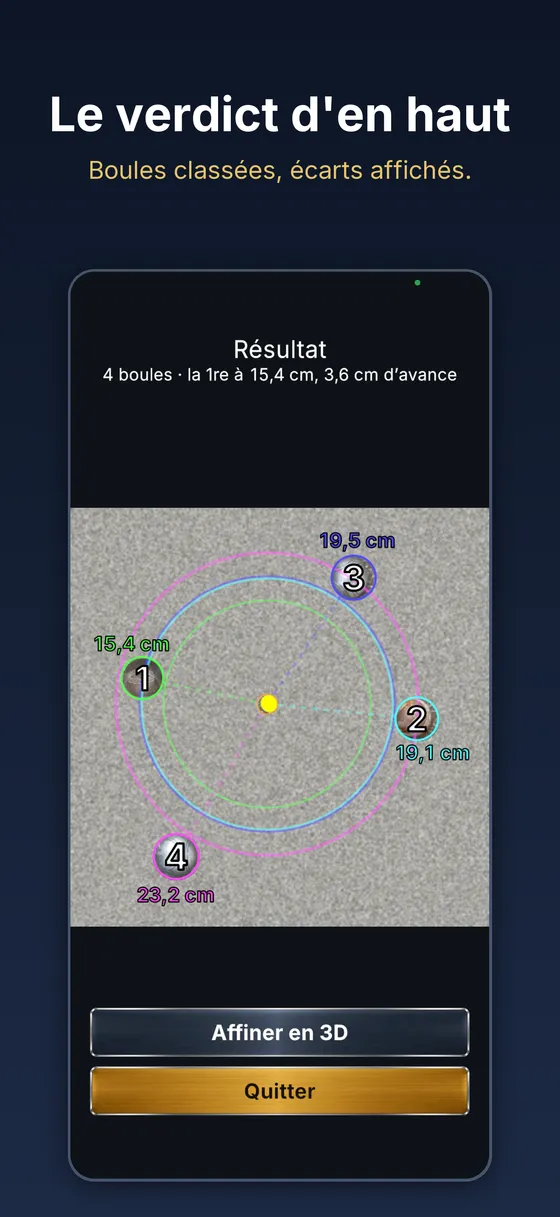 Le verdict d'en haut
Boules classées, écarts affichés.
Résultat
4 boules · la 1re à 15,4 cm, 3,6 cm d’avance
19,5 cm
3
15,4 cm
1
2
19,1 cm
4
23,2 cm
Affiner en 3D
Quitter